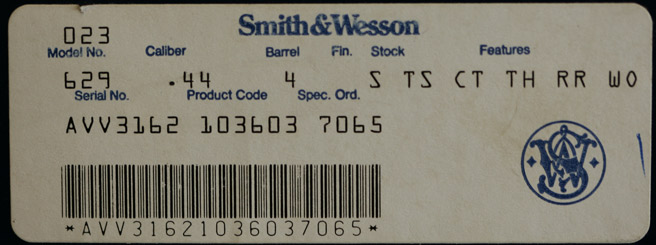 Smith & Wesson
023
Model No. Caliber Barrel Fin. Stock Features
629 .44 4 S TS CT TH RR WO
Serial No. Product Code Spec. Ord.
AVV3162 103603 7065
*AVV31621036037065*